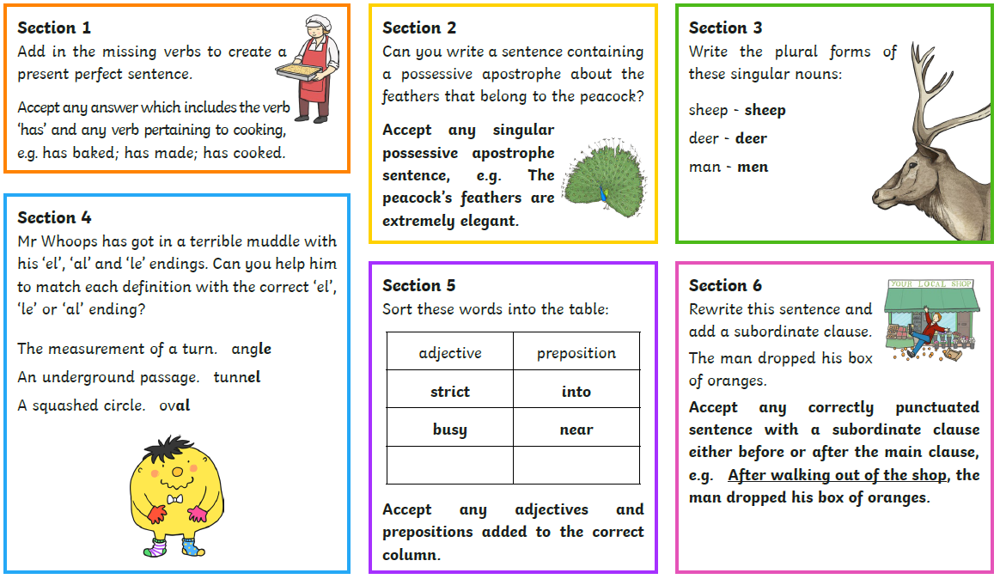 Section 1
Add in the missing verbs to create a
present perfect sentence.
Accept any answer which includes the verb
‘has’ and any verb pertaining to cooking,
e.g. has baked; has made; has cooked.
Section 2
Can you write a sentence containing
a possessive apostrophe about the
feathers that belong to the peacock?
Accept any singular
possessive apostrophe
sentence, e.g. The
peacock’s feathers are
extremely elegant.
Section 3
Write the plural forms of
these singular nouns:
sheep - sheep
deer - deer
man - men
Section 4
Mr Whoops has got in a terrible muddle with
his ‘el’, ‘al’ and ‘le’ endings. Can you help him
to match each definition with the correct ‘el’,
‘le’ or ‘al’ ending?
The measurement of a turn. angle
An underground passage. tunnel
A squashed circle. oval
Section 5
Sort these words into the table:
adjective preposition
strict into
busy near
Accept any adjectives and
prepositions added to the correct
column.
Section 6
YOUR LOCAL SHOP
Rewrite this sentence and
add a subordinate clause.
The man dropped his box
of oranges.
Accept any correctly punctuated
sentence with a subordinate clause
either before or after the main clause,
e.g. After walking out of the shop, the
man dropped his box of oranges.